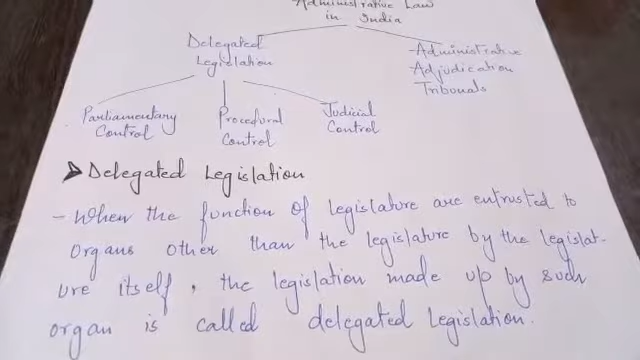 Administrative Law
in India
Delegated
Legislation
Administrative
Adjudication
Tribunals
Parliamentary
Control
Procedural
Control
Judicial
Control
➤ Delegated Legislation
- When the function of legislature are entrusted to
organs other than the legislature by the legislat-
ure itself, the legislation made up by such
organ is called delegated legislation.